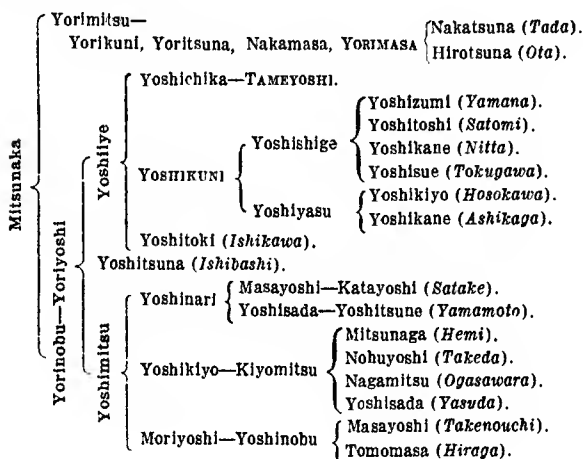 Mitsunaka
Yorimitsu—
Yorikuni, Yoritsuna, Nakamasa, YORIMASA
Nakatsuna (Tada).
Hirotsuna (Ota).
Yorinobu—Yoriyoshi
Yoshiiye
Yoshichika—TAMEYOSHI.
YOSHIKUNI
Yoshishige
Yoshizumi (Yamana).
Yoshitoshi (Satomi).
Yoshikane (Nitta).
Yoshisue (Tokugawa).
Yoshiyasu
Yoshikiyo (Hosokawa).
Yoshikane (Ashikaga).
Yoshitoki (Ishikawa).
Yoshitsuna (Ishibashi).
Yoshimitsu
Yoshinari
Masayoshi—Katayoshi (Satake).
Yoshisada—Yoshitsune (Yamamoto).
Yoshikiyo—Kiyomitsu
Mitsunaga (Hemi).
Nohuyoshi (Takeda).
Nagamitsu (Ogasawara).
Yoshisada (Yasuda).
Moriyoshi—Yoshinobu
Masayoshi (Takenouchi).
Tomomasa (Hiraga).